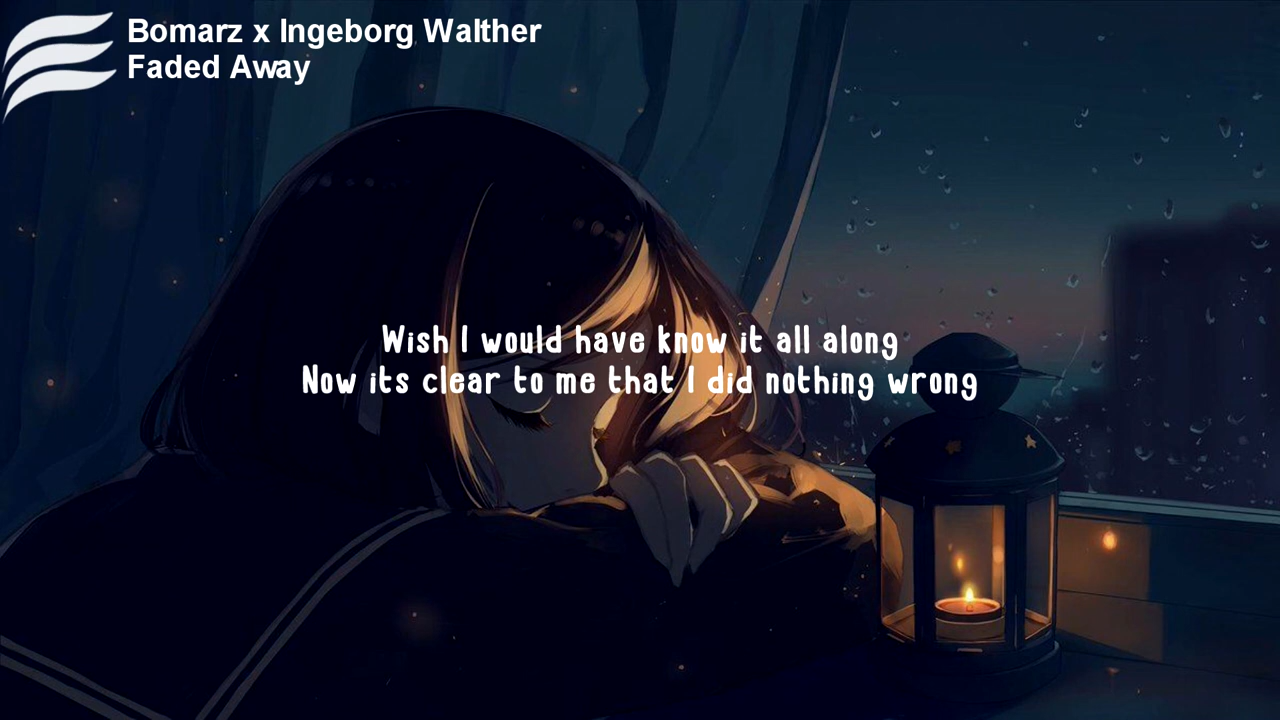 Bomarz x Ingeborg Walther
Faded Away
Wish I would have know it all along
Now its clear to me that I did nothing wrong